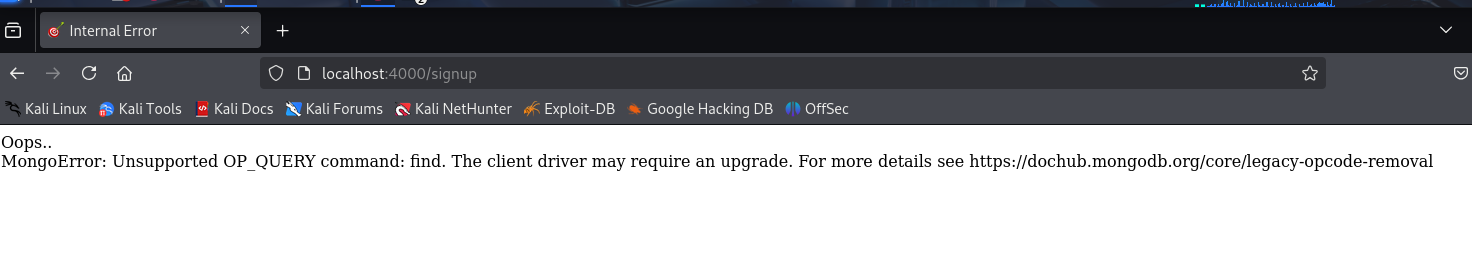 Internal Error
localhost:4000/signup
Kali Linux Kali Tools Kali Docs Kali Forums Kali NetHunter Exploit-DB Google Hacking DB OffSec
Oops..
MongoError: Unsupported OP_QUERY command: find. The client driver may require an upgrade. For more details see https://dochub.mongodb.org/core/legacy-opcode-removal